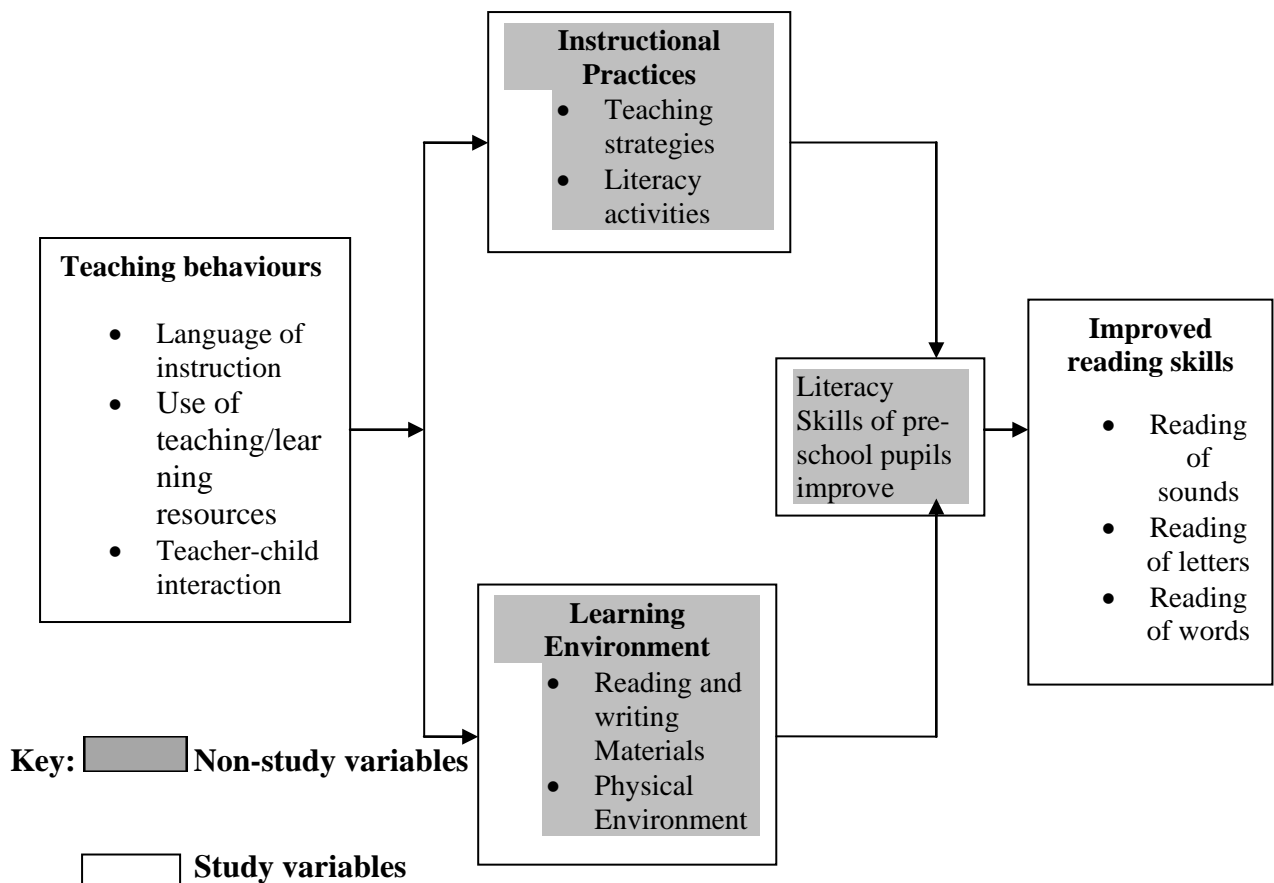 Instructional
Practices
• Teaching
strategies
• Literacy
activities
Teaching behaviours
• Language of
instruction
• Use of
teaching/lear
ning
resources
• Teacher-child
interaction
Literacy
Skills of pre-
school pupils
improve
Improved
reading skills
• Reading
of
sounds
• Reading
of letters
• Reading
of words
Learning
Environment
• Reading and
writing
Materials
• Physical
Environment
Key: Non-study variables
Study variables